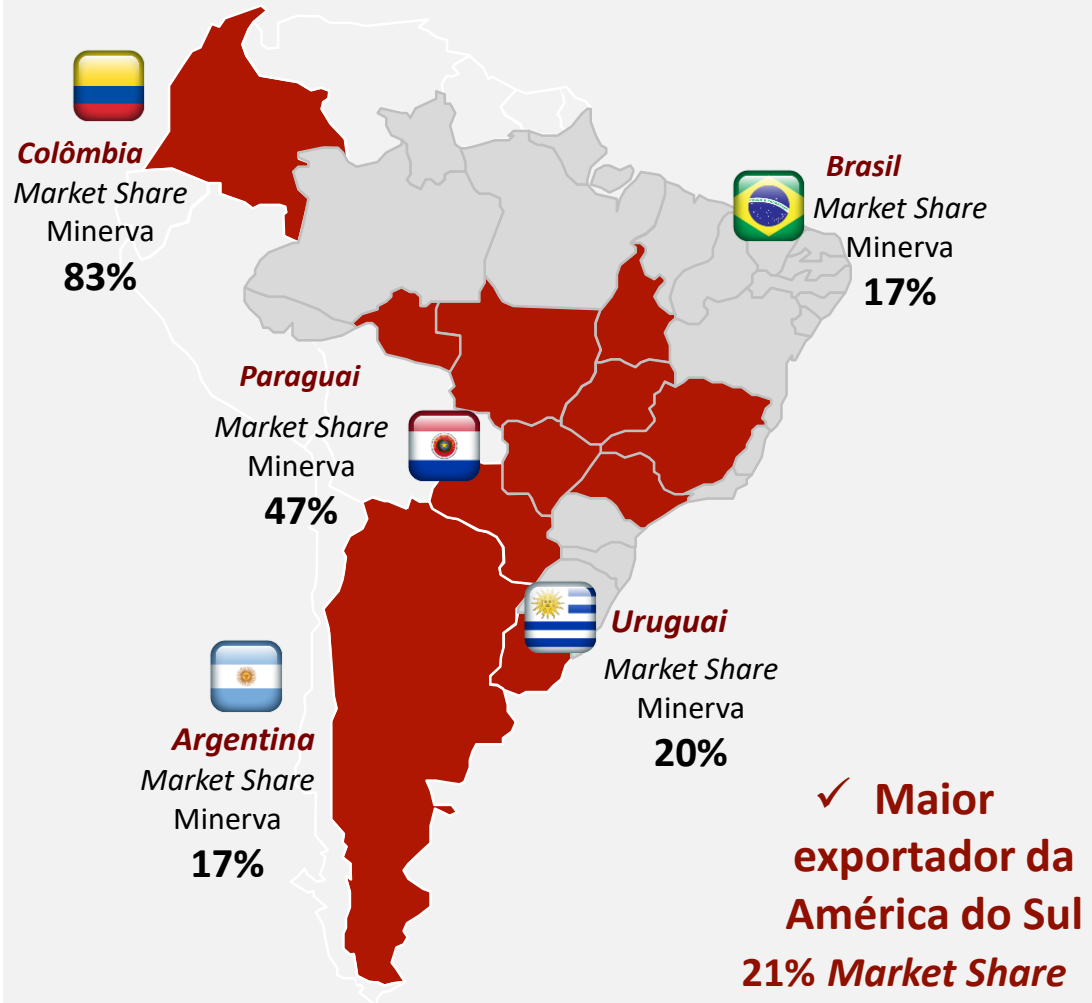 Colômbia
Market Share
Minerva
83%
Brasil
Market Share
Minerva
17%
Paraguai
Market Share
Minerva
47%
Uruguai
Market Share
Minerva
20%
Argentina
Market Share
Minerva
17%
✓ Maior
exportador da
América do Sul
21% Market Share